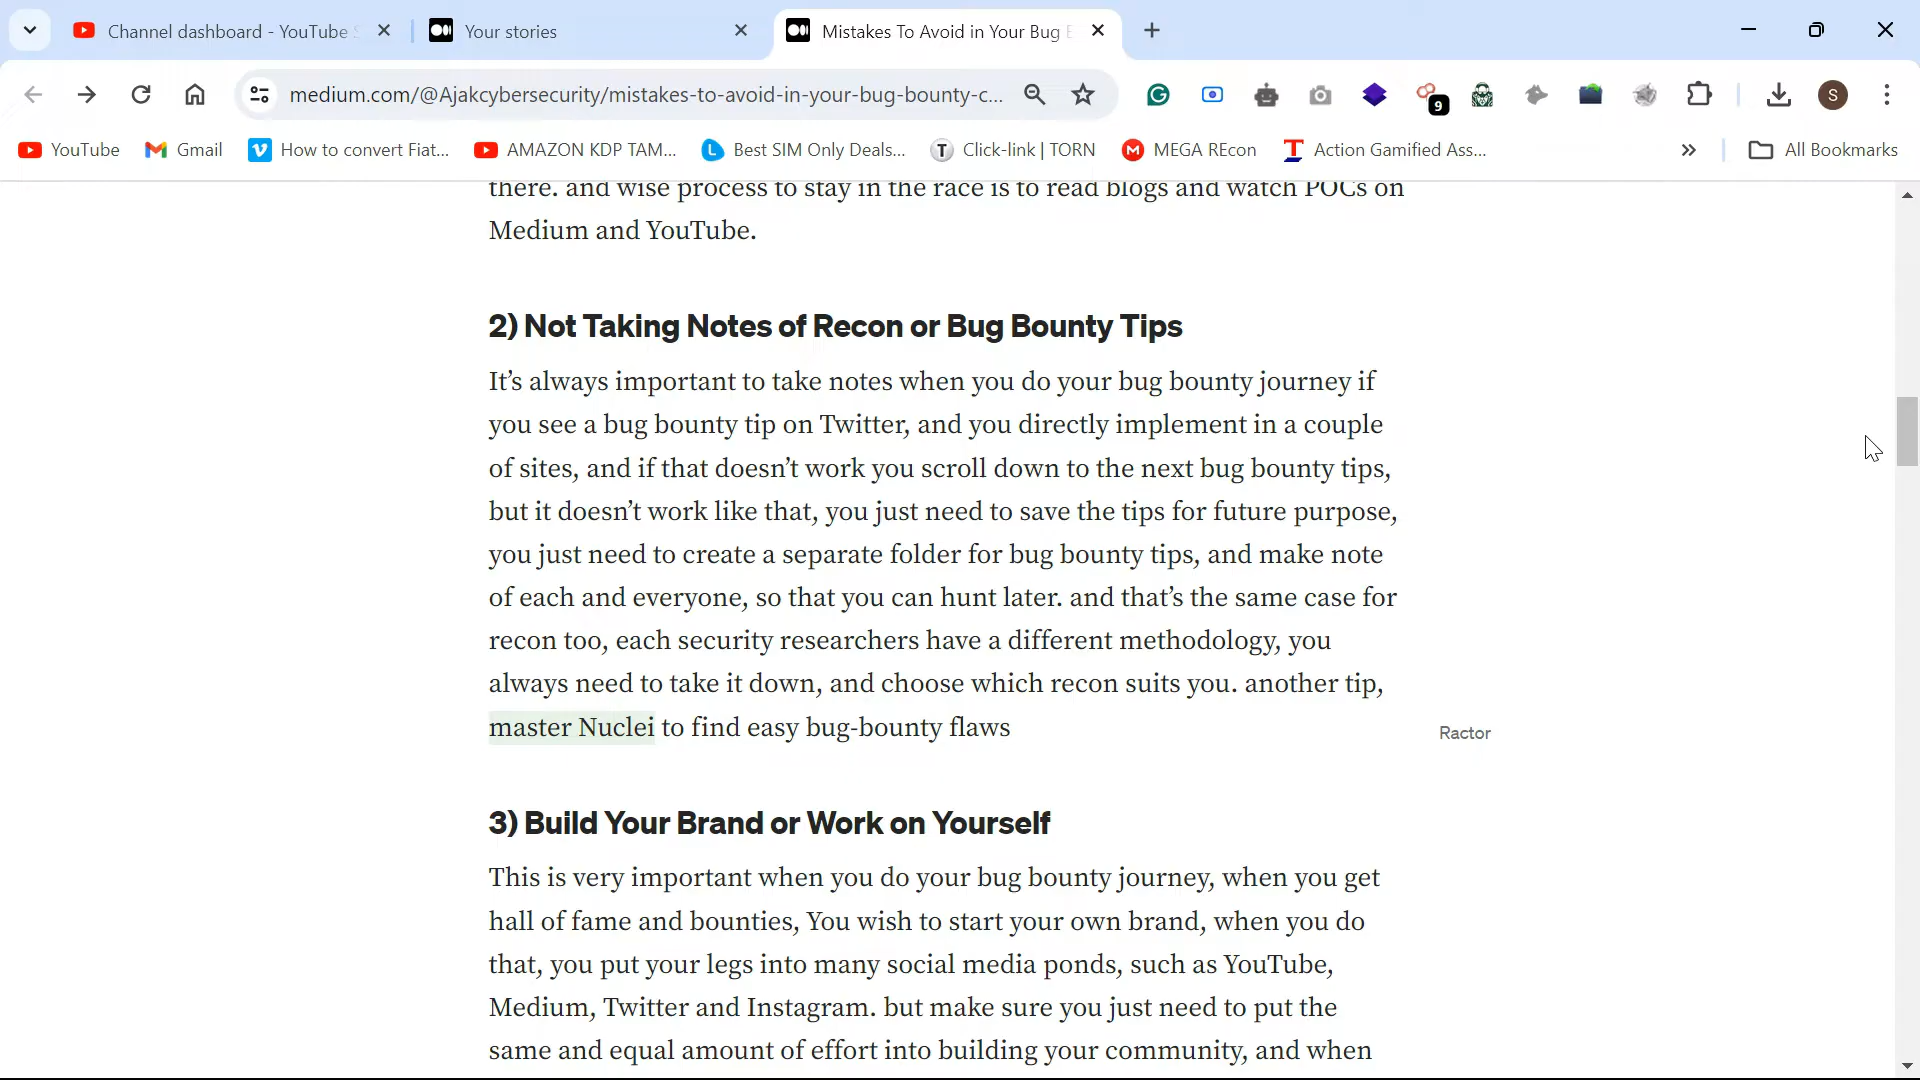 Channel dashboard - YouTube S
Your stories
Mistakes To Avoid in Your Bug B
medium.com/@Ajakcybersecurity/mistakes-to-avoid-in-your-bug-bounty-c...
9
S
YouTube
Gmail
How to convert Fiat...
AMAZON KDP TAM...
Best SIM Only Deals...
Click-link | TORN
MEGA REcon
Action Gamified Ass...
All Bookmarks
there. and wise process to stay in the race is to read blogs and watch POCs on
Medium and YouTube.
2) Not Taking Notes of Recon or Bug Bounty Tips
It’s always important to take notes when you do your bug bounty journey if
you see a bug bounty tip on Twitter, and you directly implement in a couple
of sites, and if that doesn’t work you scroll down to the next bug bounty tips,
but it doesn’t work like that, you just need to save the tips for future purpose,
you just need to create a separate folder for bug bounty tips, and make note
of each and everyone, so that you can hunt later. and that’s the same case for
recon too, each security researchers have a different methodology, you
always need to take it down, and choose which recon suits you. another tip,
master Nuclei to find easy bug-bounty flaws
Ractor
3) Build Your Brand or Work on Yourself
This is very important when you do your bug bounty journey, when you get
hall of fame and bounties, You wish to start your own brand, when you do
that, you put your legs into many social media ponds, such as YouTube,
Medium, Twitter and Instagram. but make sure you just need to put the
same and equal amount of effort into building your community, and when